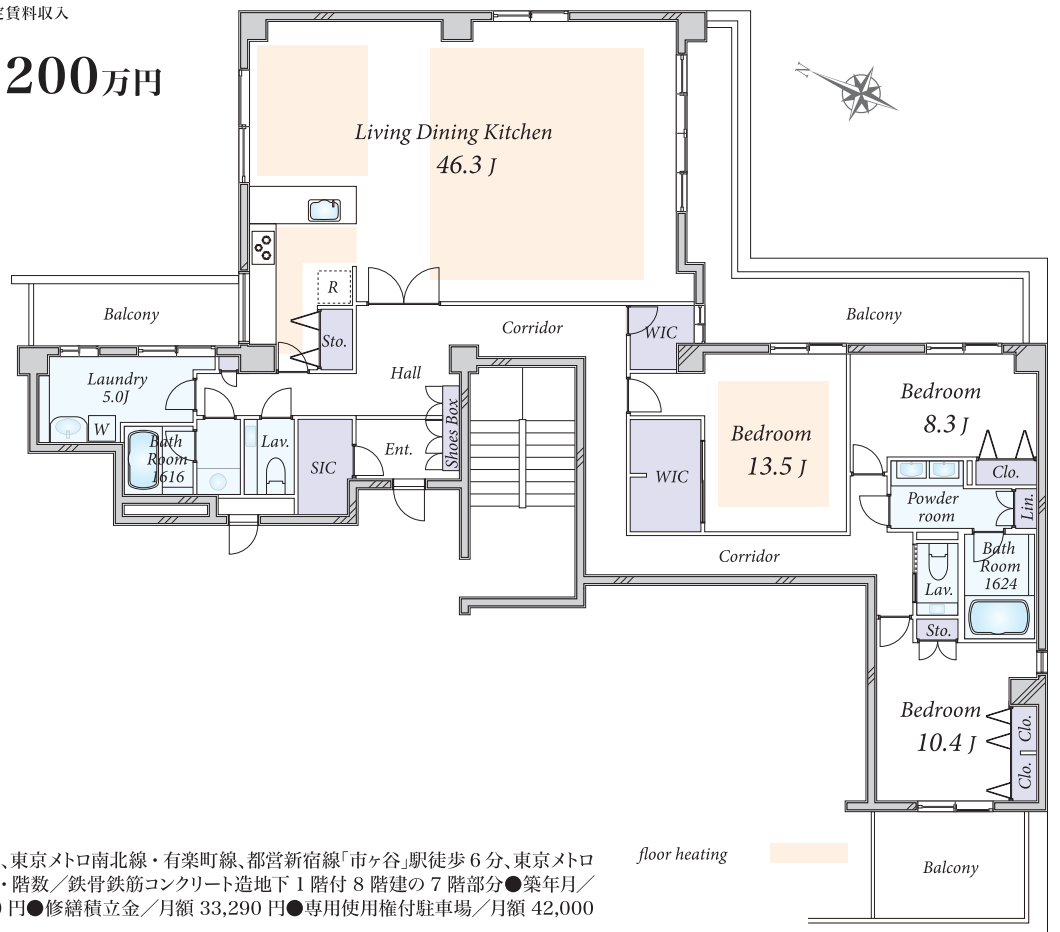 定賃料収入
200万円
N
Living Dining Kitchen
46.3 J
R
Balcony
Sto.
Corridor
WIC
Balcony
Laundry
5.0J
W
Hall
Shoes Box
Bath
Room
1616
Lav.
SIC
Ent.
WIC
Bedroom
13.5 J
Bedroom
8.3 J
Clo.
Powder
room
Lin.
Corridor
Lav.
Bath
Room
1624
Sto.
Bedroom
10.4 J
Clo.
Clo.
floor heating
Balcony
、東京メトロ南北線・有楽町線、都営新宿線「市ヶ谷」駅徒歩 6 分、東京メトロ
・階数／鉄骨鉄筋コンクリート造地下 1 階付 8 階建の 7 階部分●築年月／
円●修繕積立金／月額 33,290 円●専用使用権付駐車場／月額 42,000